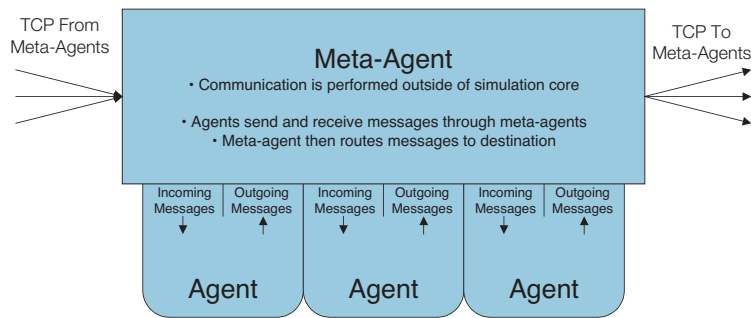 TCP From
Meta-Agents
TCP To
Meta-Agents
Meta-Agent
• Communication is performed outside of simulation core
• Agents send and receive messages through meta-agents
• Meta-agent then routes messages to destination
Incoming
Messages
Outgoing
Messages
Incoming
Messages
Outgoing
Messages
Incoming
Messages
Outgoing
Messages
Agent
Agent
Agent